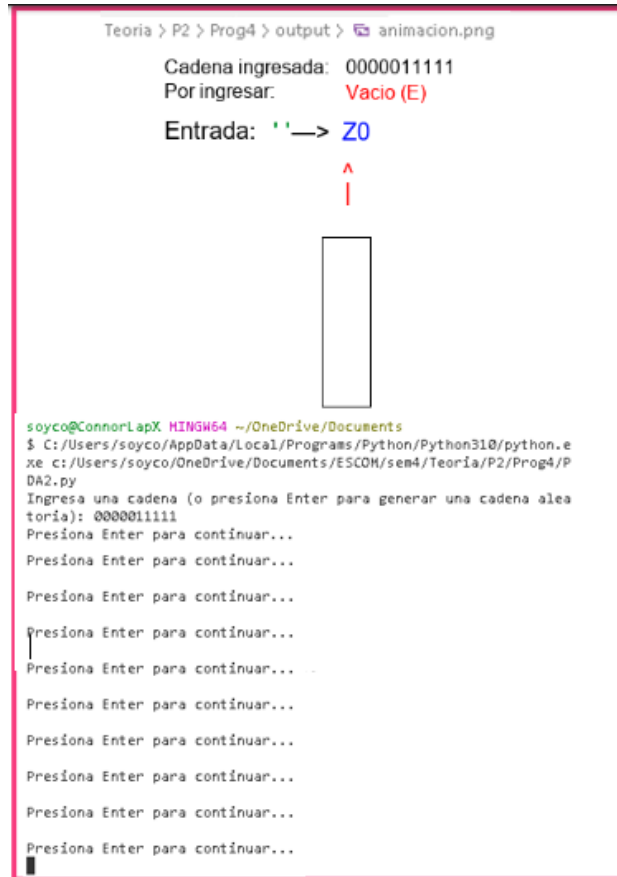 Teoria > P2 > Prog4 > output > animacion.png
Cadena ingresada: 0000011111
Por ingresar: Vacio (E)
Entrada: ' '—> Z0
^
|
soyco@ConnorLapX MINGW64 ~/OneDrive/Documents
$ C:/Users/soyco/AppData/Local/Programs/Python/Python310/python.e
xe c:/Users/soyco/OneDrive/Documents/ESCOM/sem4/Teoria/P2/Prog4/P
DA2.py
Ingresa una cadena (o presiona Enter para generar una cadena alea
toria): 0000011111
Presiona Enter para continuar...
Presiona Enter para continuar...
Presiona Enter para continuar...
Presiona Enter para continuar...
Presiona Enter para continuar...
Presiona Enter para continuar...
Presiona Enter para continuar...
Presiona Enter para continuar...
Presiona Enter para continuar...
Presiona Enter para continuar...